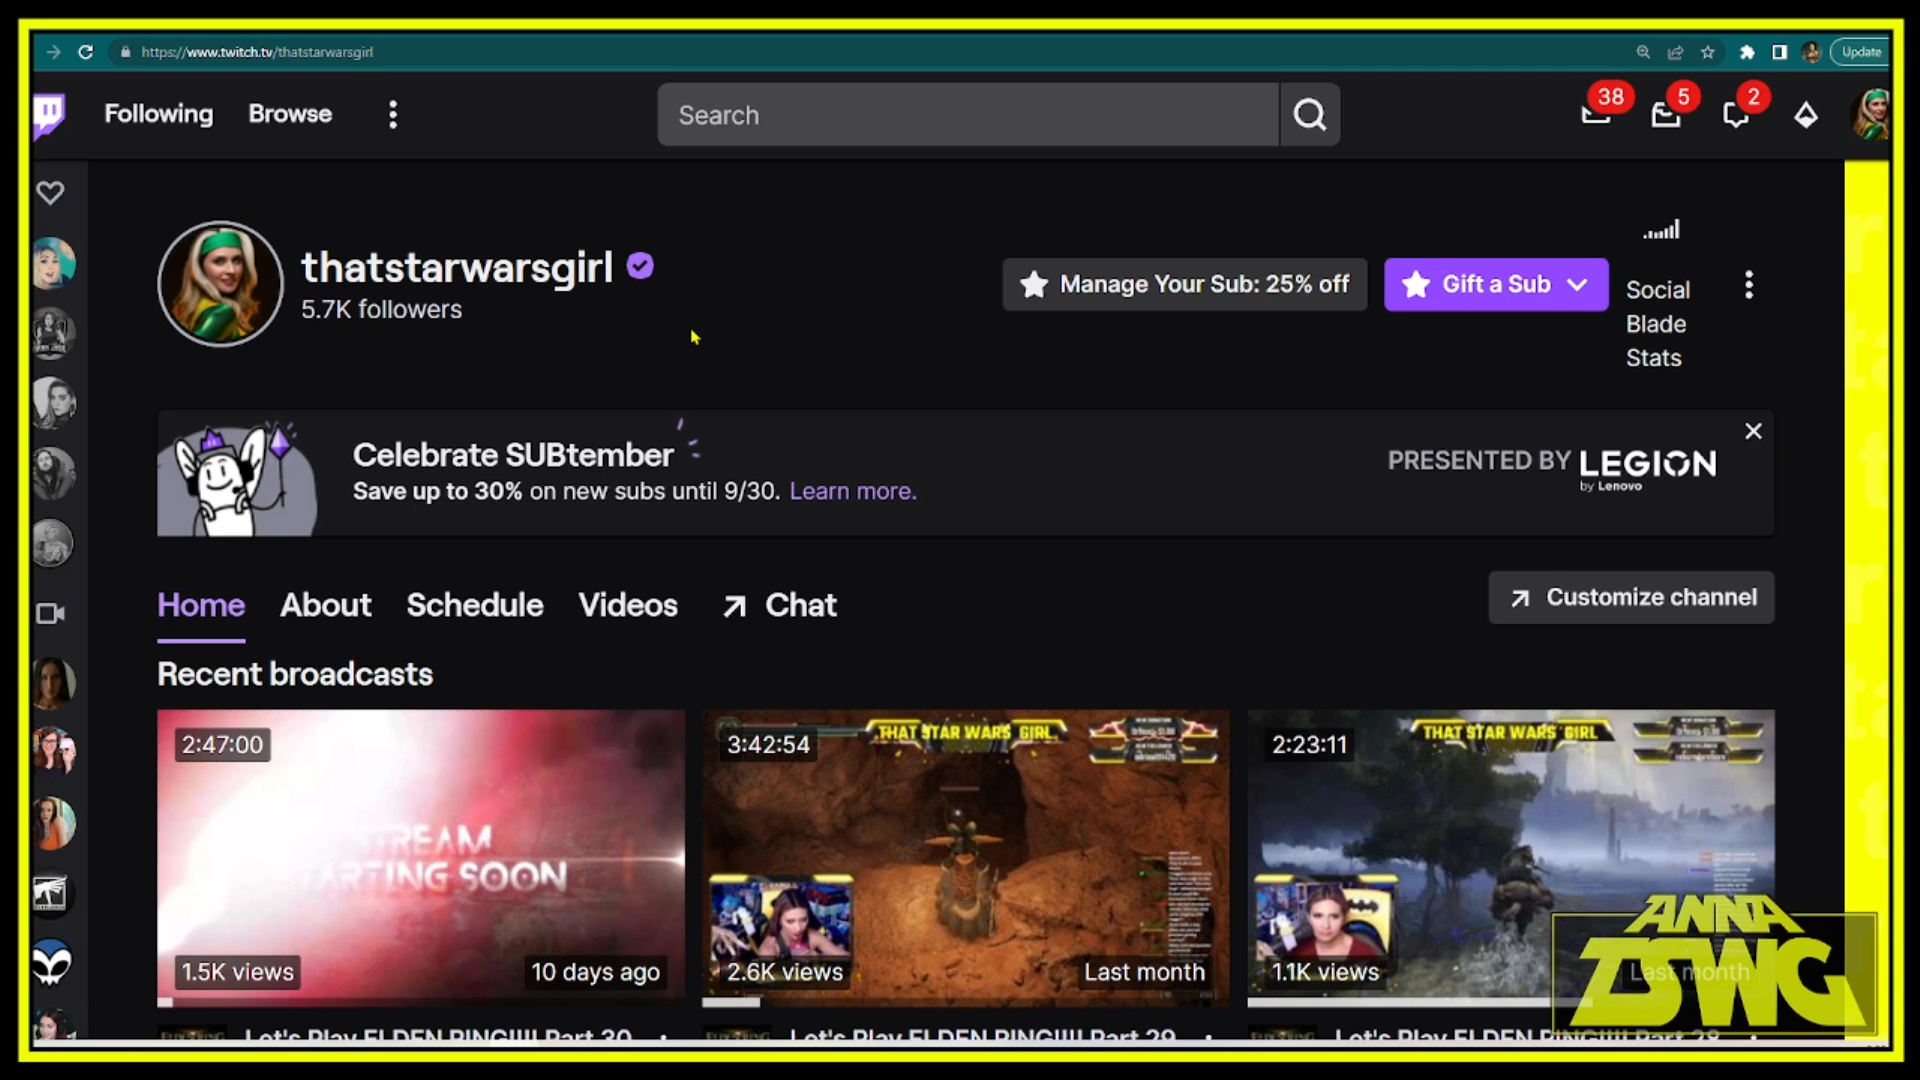 https://www.twitch.tv/thatstarwarsgirl
Update
Following
Browse
Search
38
5
2
thatstarwarsgirl
5.7K followers
Manage Your Sub: 25% off
Gift a Sub
Social
Blade
Stats
Celebrate SUBtember
Save up to 30% on new subs until 9/30. Learn more.
PRESENTED BY LEGION
by Lenovo
Home
About
Schedule
Videos
Chat
Customize channel
Recent broadcasts
2:47:00
STREAM
STARTING SOON
1.5K views
10 days ago
3:42:54
THAT STAR WARS GIRL
2.6K views
Last month
2:23:11
THAT STAR WARS GIRL
1.1K views
Last month
ANNA
TSWG
Let's Play ELDEN RING!!!! Part 30
Let's Play ELDEN RING!!!! Part 29
Let's Play ELDEN RING!!!! Part 28